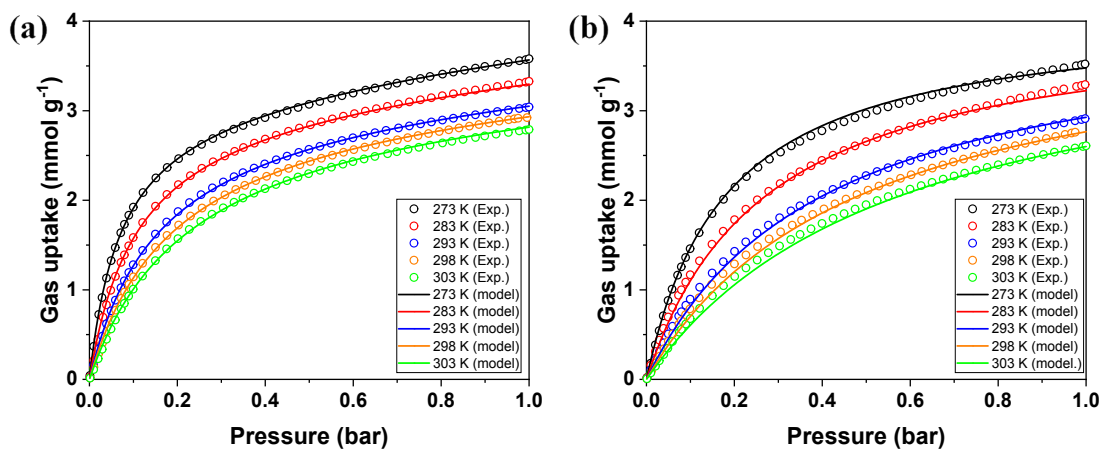 (a)
Gas uptake (mmol g⁻¹)
4
3
2
1
0
0.0 0.2 0.4 0.6 0.8 1.0
Pressure (bar)
273 K (Exp.)
283 K (Exp.)
293 K (Exp.)
298 K (Exp.)
303 K (Exp.)
273 K (model)
283 K (model)
293 K (model)
298 K (model)
303 K (model)
(b)
Gas uptake (mmol g⁻¹)
4
3
2
1
0
0.0 0.2 0.4 0.6 0.8 1.0
Pressure (bar)
273 K (Exp.)
283 K (Exp.)
293 K (Exp.)
298 K (Exp.)
303 K (Exp.)
273 K (model)
283 K (model)
293 K (model)
298 K (model)
303 K (model.)